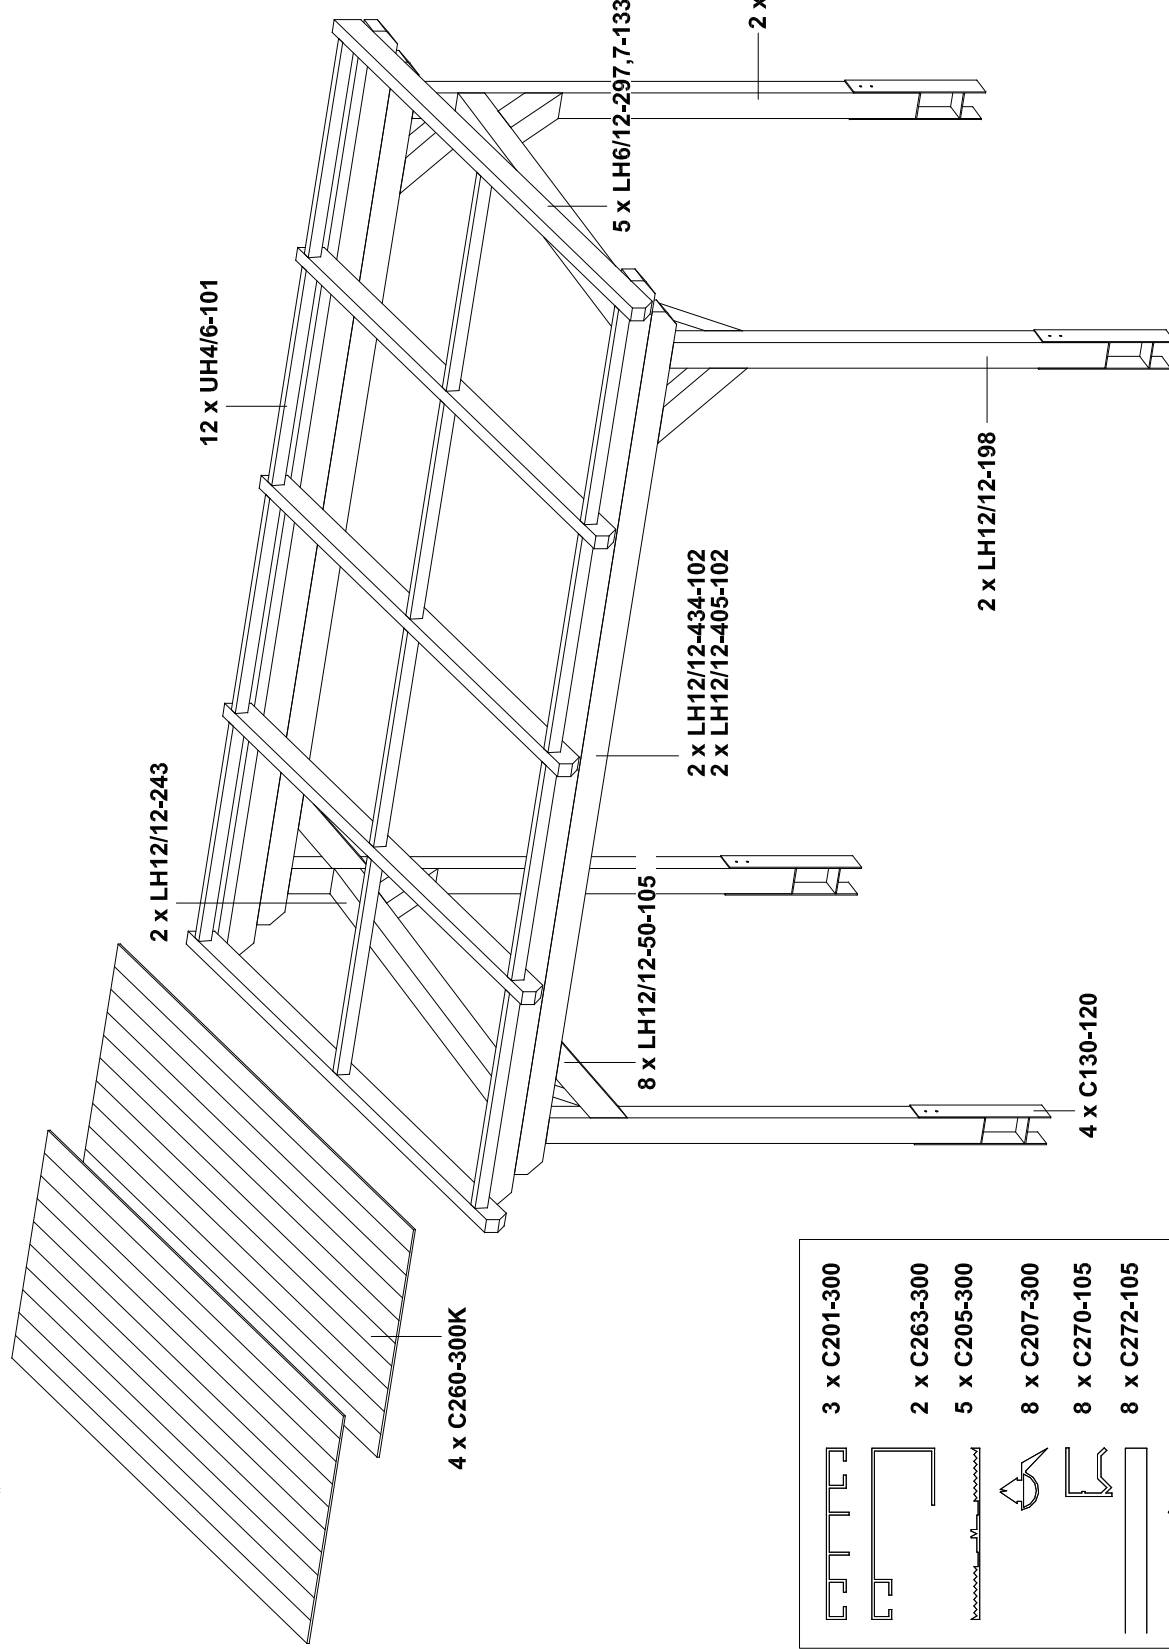 4 x C260-300K
2 x LH12/12-243
12 x UH4/6-101
5 x LH6/12-297,7-133
2 x
8 x LH12/12-50-105
2 x LH12/12-434-102
2 x LH12/12-405-102
2 x LH12/12-198
4 x C130-120
3 x C201-300
2 x C263-300
5 x C205-300
8 x C207-300
8 x C270-105
8 x C272-105